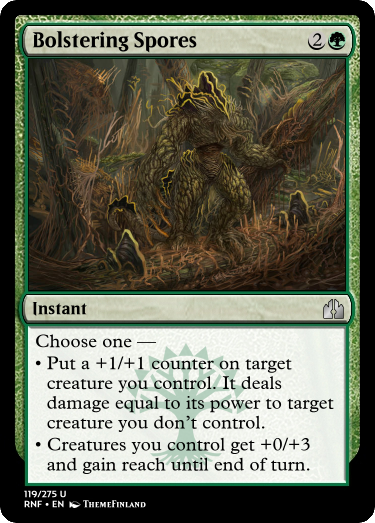 Bolstering Spores 2
Instant
Choose one —
• Put a +1/+1 counter on target
creature you control. It deals
damage equal to its power to target
creature you don't control.
• Creatures you control get +0/+3
and gain reach until end of turn.
119/275 U
RNF • EN ThemeFinland